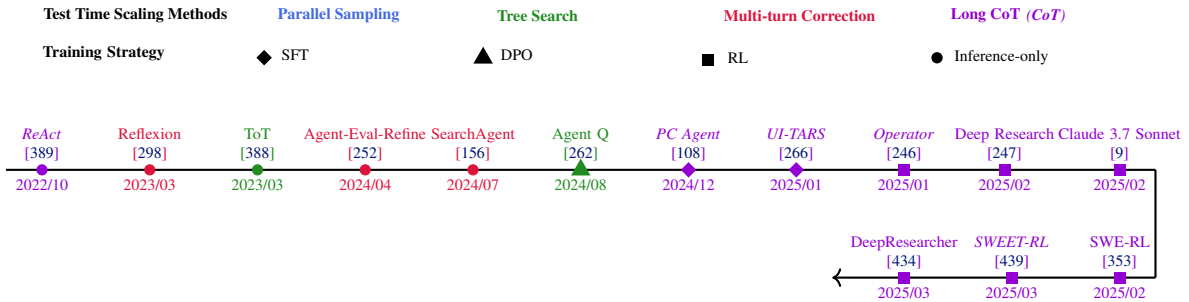 Test Time Scaling Methods Parallel Sampling Tree Search Multi-turn Correction Long CoT (CoT)
Training Strategy SFT DPO RL Inference-only
ReAct Reflexion ToT Agent-Eval-Refine SearchAgent Agent Q PC Agent UI-TARS Operator Deep Research Claude 3.7 Sonnet
[389] [298] [388] [252] [156] [262] [108] [266] [246] [247] [9]
2022/10 2023/03 2023/03 2024/04 2024/07 2024/08 2024/12 2025/01 2025/01 2025/02 2025/02
DeepResearcher SWEET-RL SWE-RL
[434] [439] [353]
2025/03 2025/03 2025/02